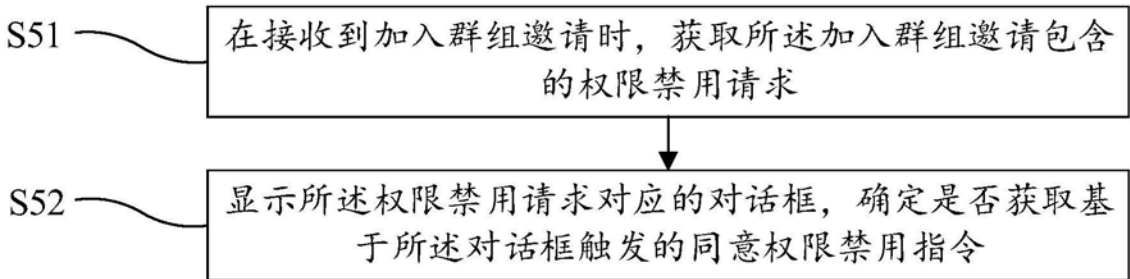 S51
在接收到加入群组邀请时，获取所述加入群组邀请包含
的权限禁用请求
S52
显示所述权限禁用请求对应的对话框，确定是否获取基
于所述对话框触发的同意权限禁用指令